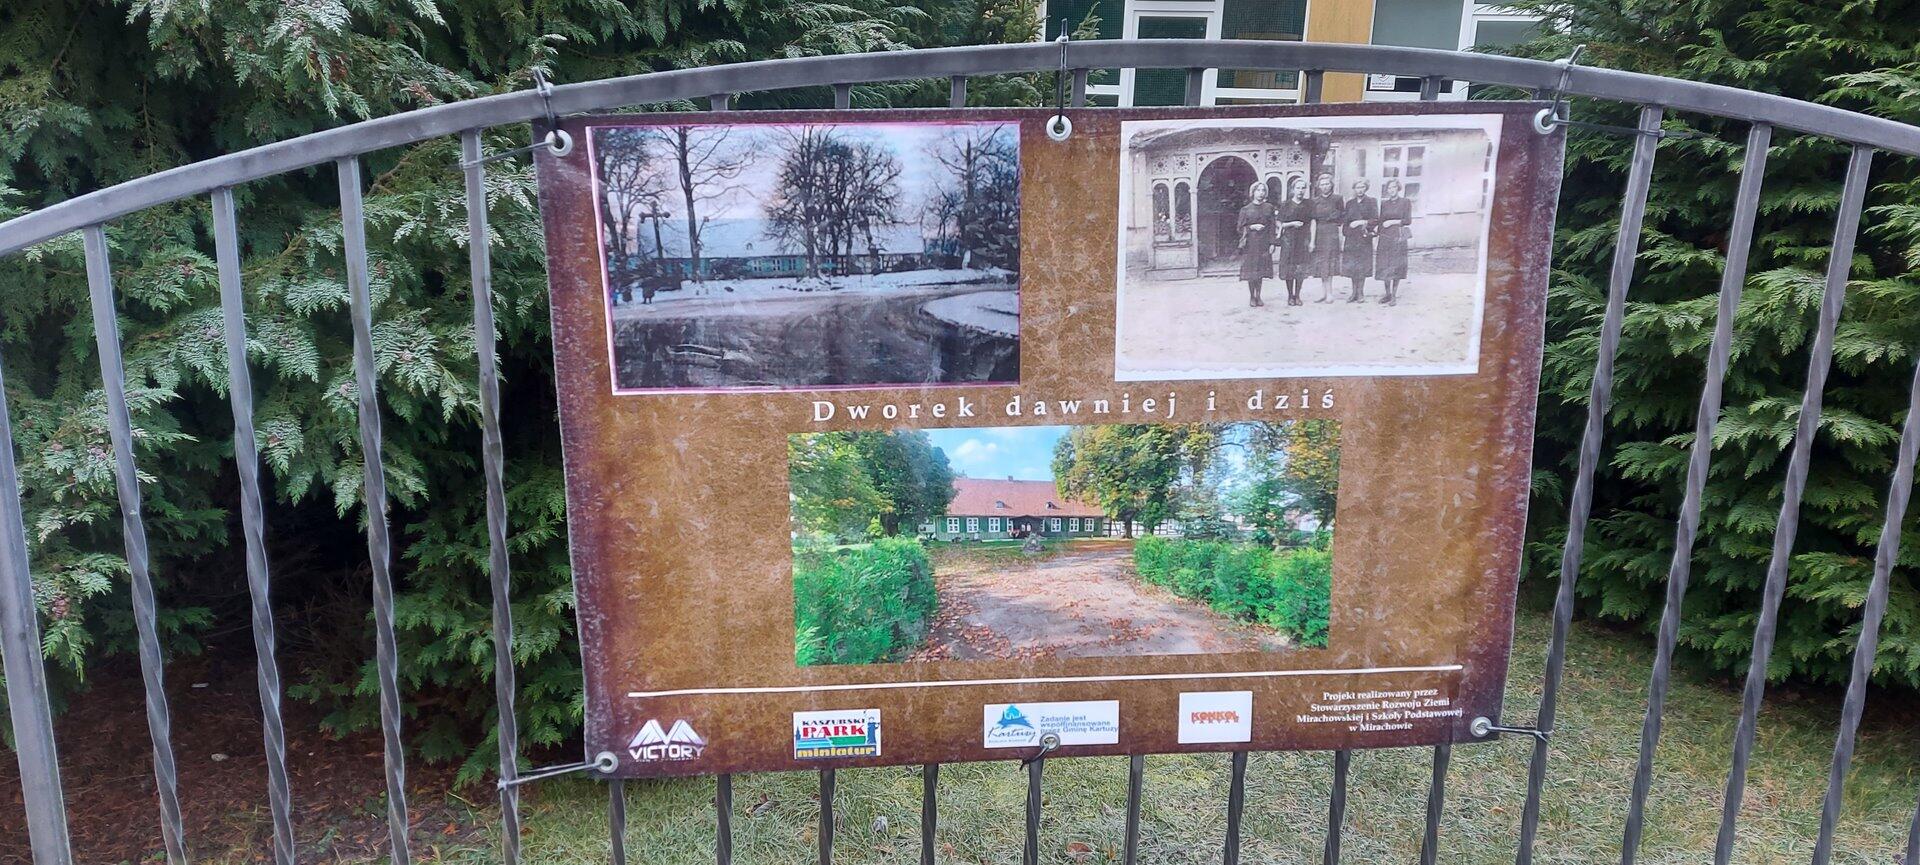 Dworek dawniej i dziś
VICTORY
KASZUBSKI
PARK
miniatur
Kartuzy
Zadanie jest
współfinansowane
przez Gminę Kartuzy
KONKOL
Projekt realizowany przez
Stowarzyszenie Rozwoju Ziemi
Mirachowskiej i Szkoły Podstawowej
w Mirachowie